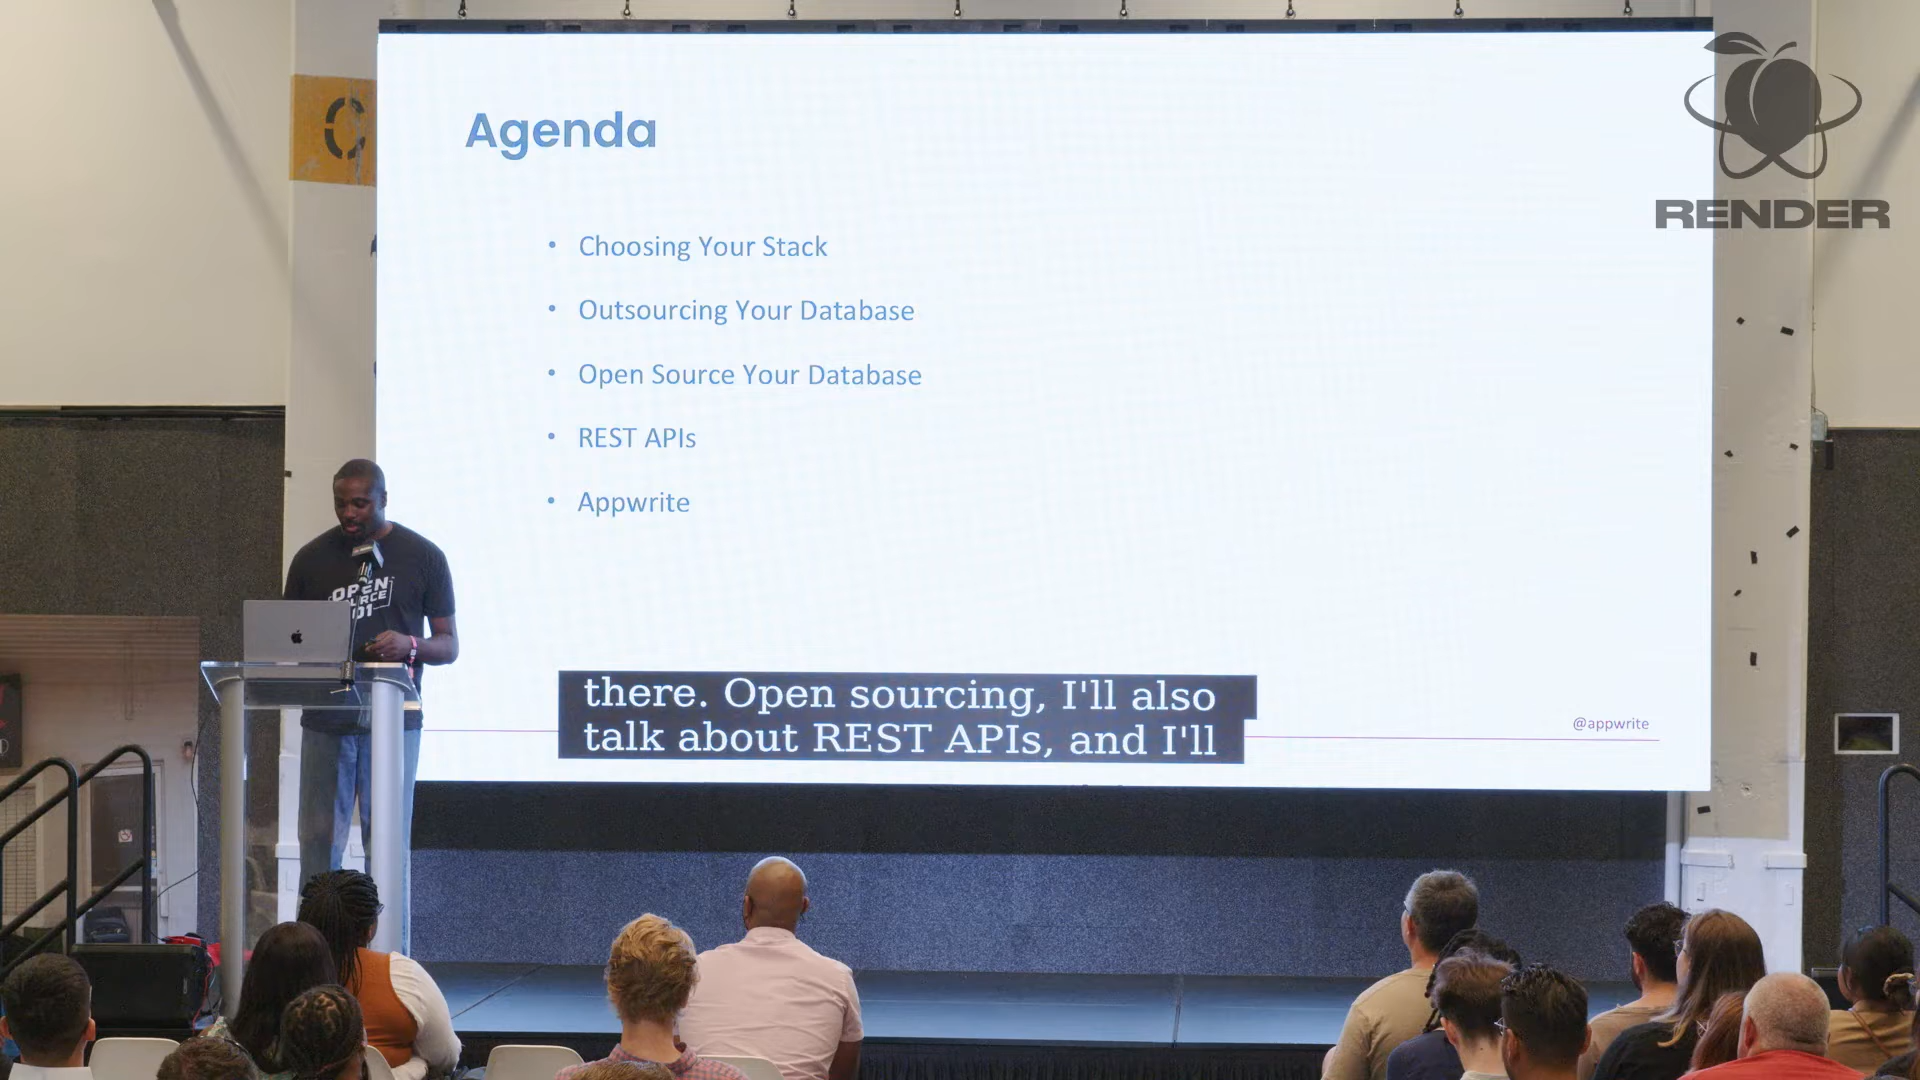 Agenda
• Choosing Your Stack
• Outsourcing Your Database
• Open Source Your Database
• REST APIs
• Appwrite
there. Open sourcing, I'll also
talk about REST APIs, and I'll
@appwrite
RENDER
OPEN